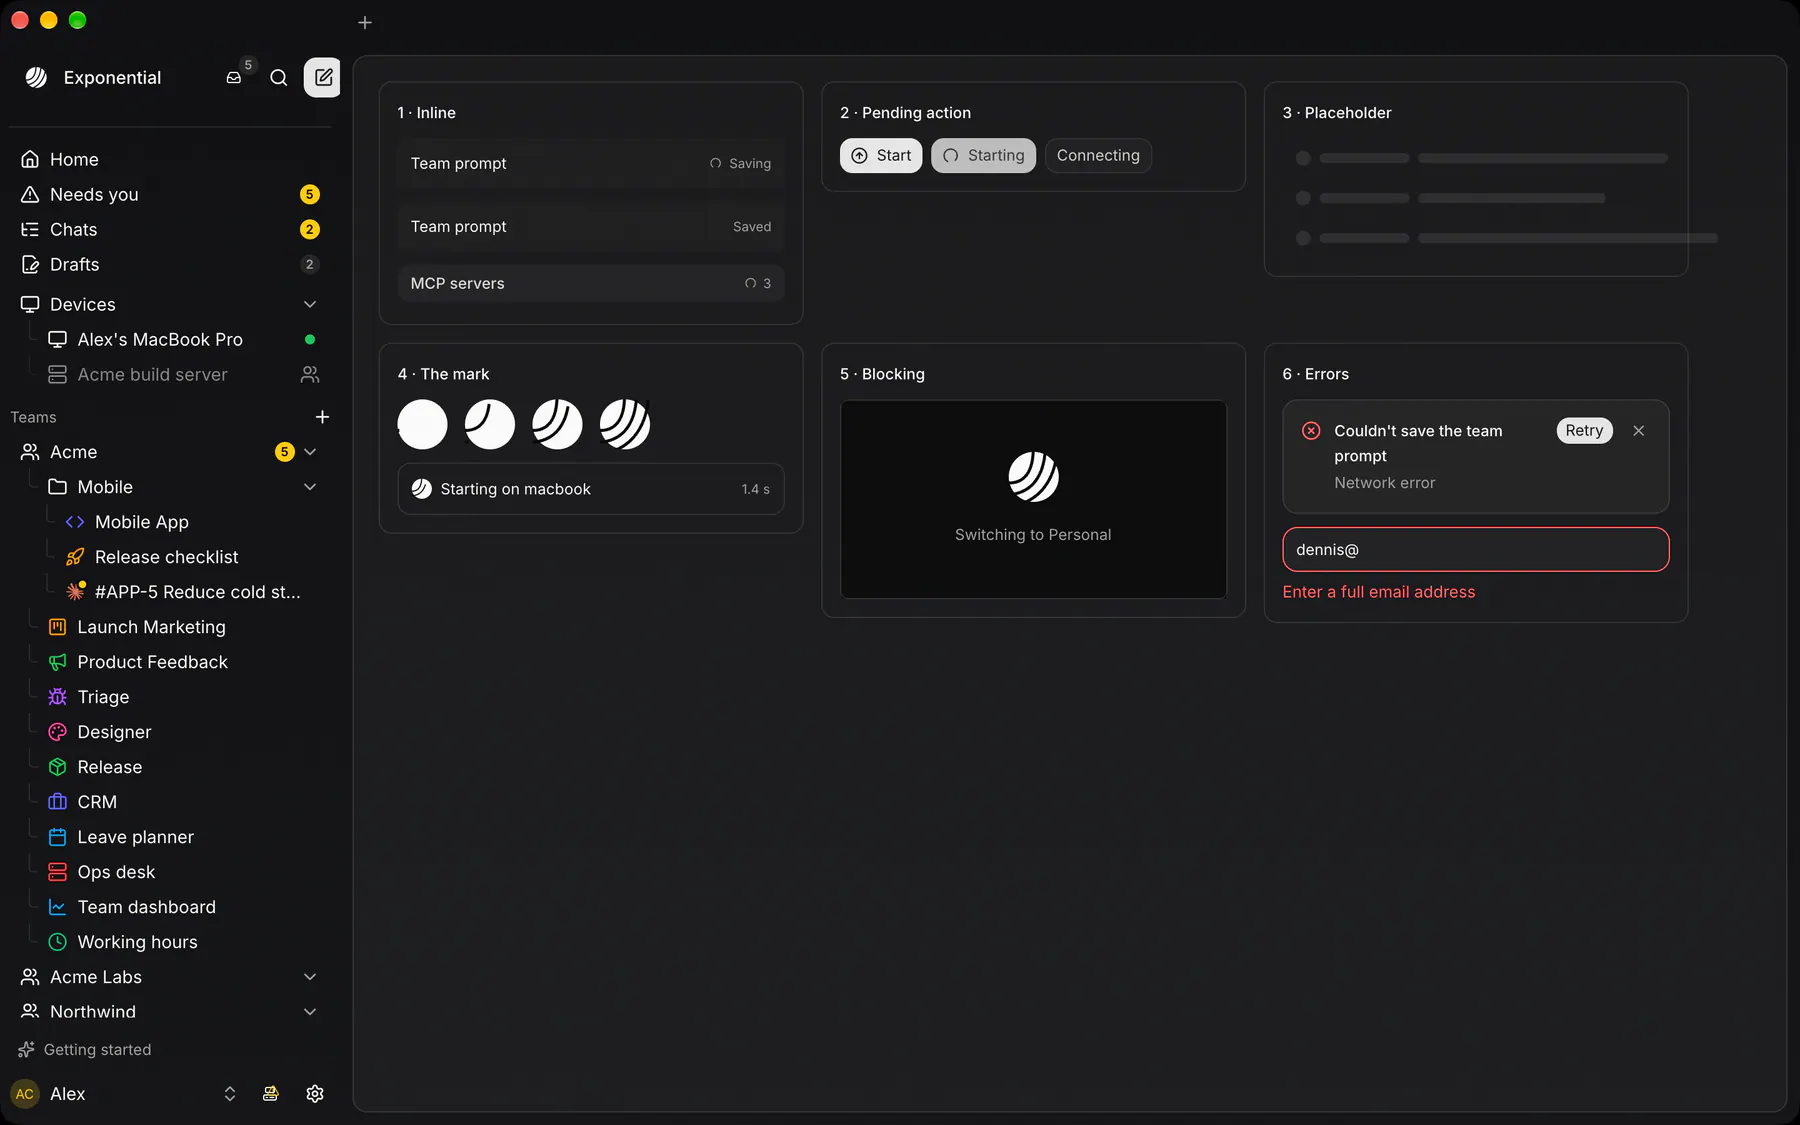 Exponential
5
Home
Needs you
5
Chats
2
Drafts
2
Devices
Alex's MacBook Pro
Acme build server
Teams
Acme
5
Mobile
Mobile App
Release checklist
#APP-5 Reduce cold st...
Launch Marketing
Product Feedback
Triage
Designer
Release
CRM
Leave planner
Ops desk
Team dashboard
Working hours
Acme Labs
Northwind
Getting started
AC
Alex
1 · Inline
Team prompt
Saving
Team prompt
Saved
MCP servers
3
2 · Pending action
Start
Starting
Connecting
3 · Placeholder
4 · The mark
Starting on macbook
1.4 s
5 · Blocking
Switching to Personal
6 · Errors
Couldn't save the team
prompt
Network error
Retry
dennis@
Enter a full email address